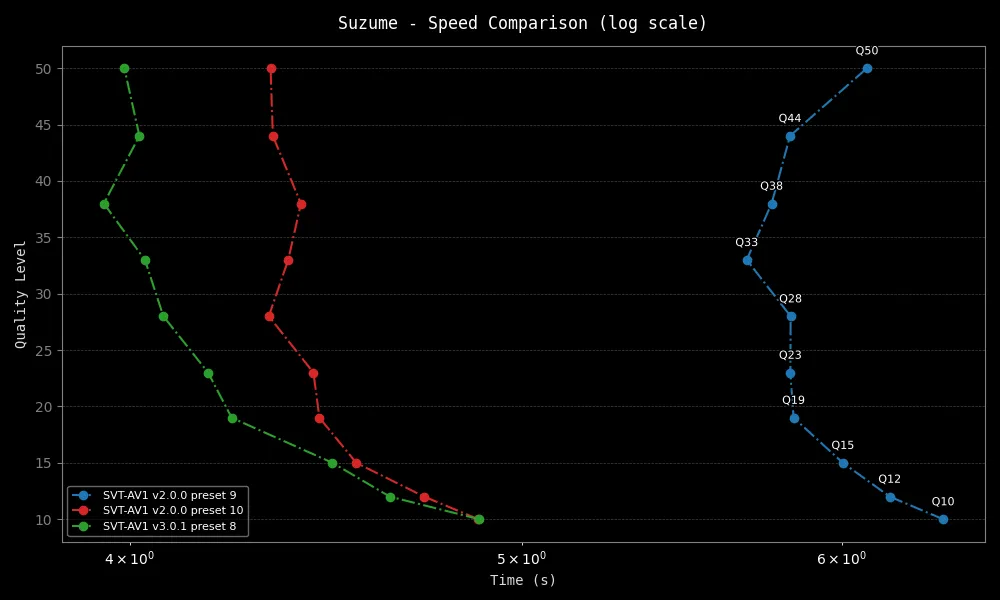 Suzume - Speed Comparison (log scale)
Quality Level
50
45
40
35
30
25
20
15
10
Q50
Q44
Q38
Q33
Q28
Q23
Q19
Q15
Q12
Q10
SVT-AV1 v2.0.0 preset 9
SVT-AV1 v2.0.0 preset 10
SVT-AV1 v3.0.1 preset 8
4 × 10⁰
5 × 10⁰
6 × 10⁰
Time (s)